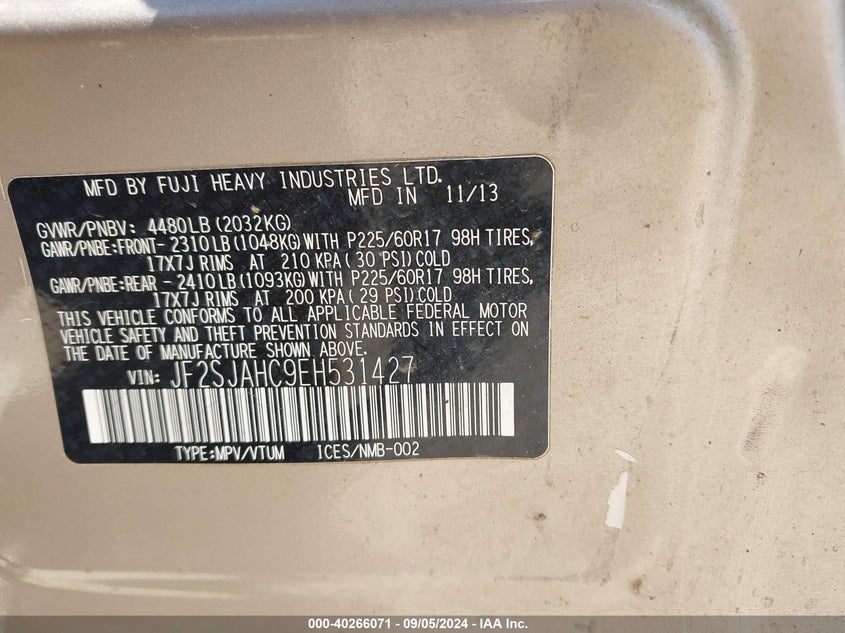 MFD BY FUJI HEAVY INDUSTRIES LTD.
MFD IN 11/13
GVWR/PNBV: 4480LB(2032KG)
GAWR/PNBE:FRONT-2310LB(1048KG)WITH P225/60R17 98H TIRES,
17X7J RIMS AT 210 KPA(30 PSI)COLD
GAWR/PNBE:REAR -2410LB(1093KG)WITH P225/60R17 98H TIRES,
17X7J RIMS AT 200 KPA(29 PSI)COLD
THIS VEHICLE CONFORMS TO ALL APPLICABLE FEDERAL MOTOR
VEHICLE SAFETY AND THEFT PREVENTION STANDARDS IN EFFECT ON
THE DATE OF MANUFACTURE SHOWN ABOVE.
VIN: JF2SJAHC9EH531427
TYPE:MPV/VTUM ICES/NMB-002
000-40266071 - 09/05/2024 - IAA Inc.